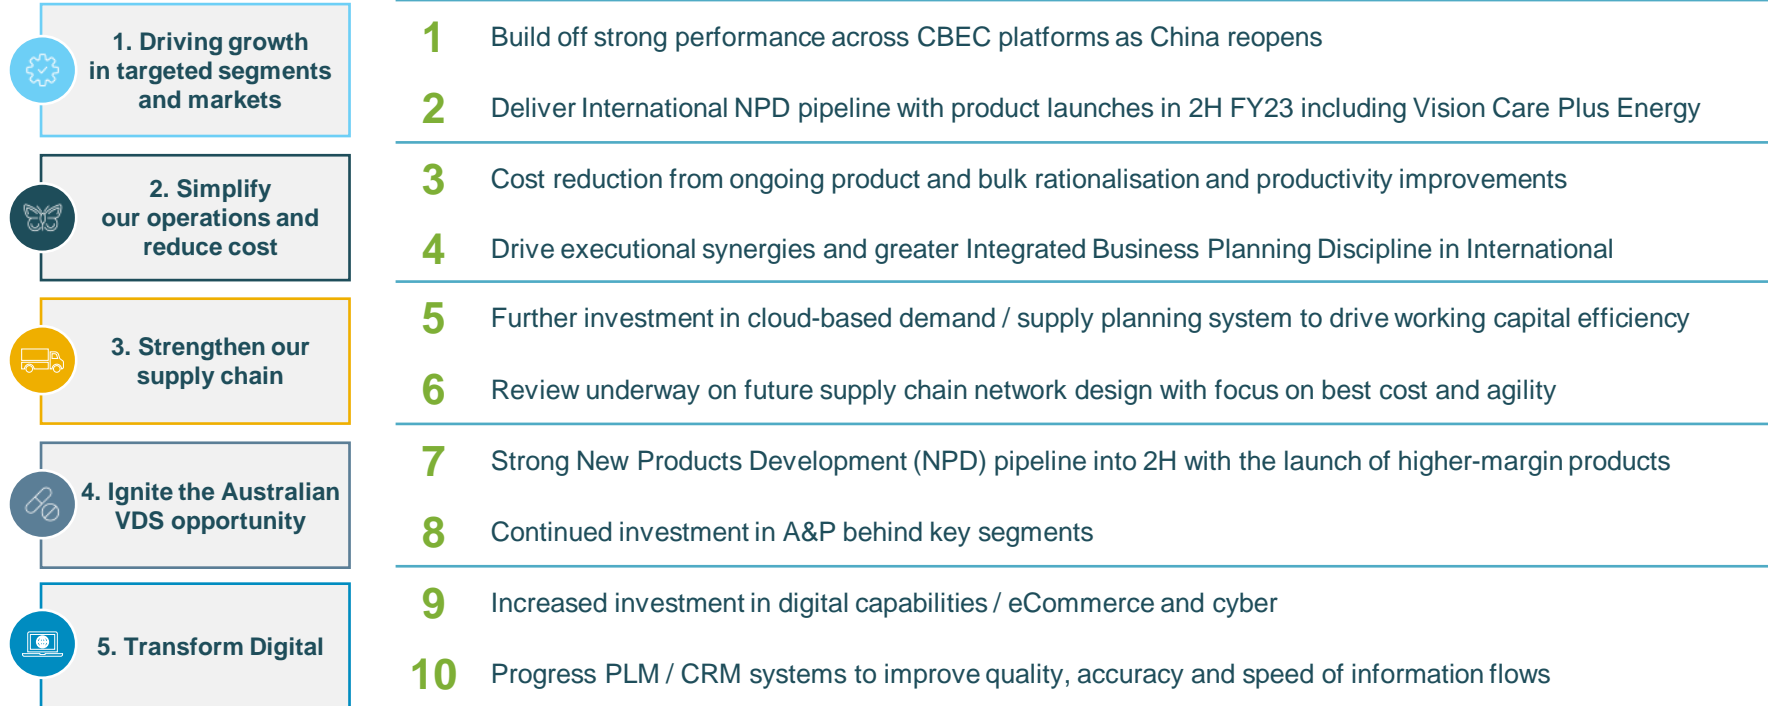 1. Driving growth
in targeted segments
and markets
1 Build off strong performance across CBEC platforms as China reopens
2 Deliver International NPD pipeline with product launches in 2H FY23 including Vision Care Plus Energy
2. Simplify
our operations and
reduce cost
3 Cost reduction from ongoing product and bulk rationalisation and productivity improvements
4 Drive executional synergies and greater Integrated Business Planning Discipline in International
3. Strengthen our
supply chain
5 Further investment in cloud-based demand / supply planning system to drive working capital efficiency
6 Review underway on future supply chain network design with focus on best cost and agility
4. Ignite the Australian
VDS opportunity
7 Strong New Products Development (NPD) pipeline into 2H with the launch of higher-margin products
8 Continued investment in A&P behind key segments
5. Transform Digital
9 Increased investment in digital capabilities / eCommerce and cyber
10 Progress PLM / CRM systems to improve quality, accuracy and speed of information flows